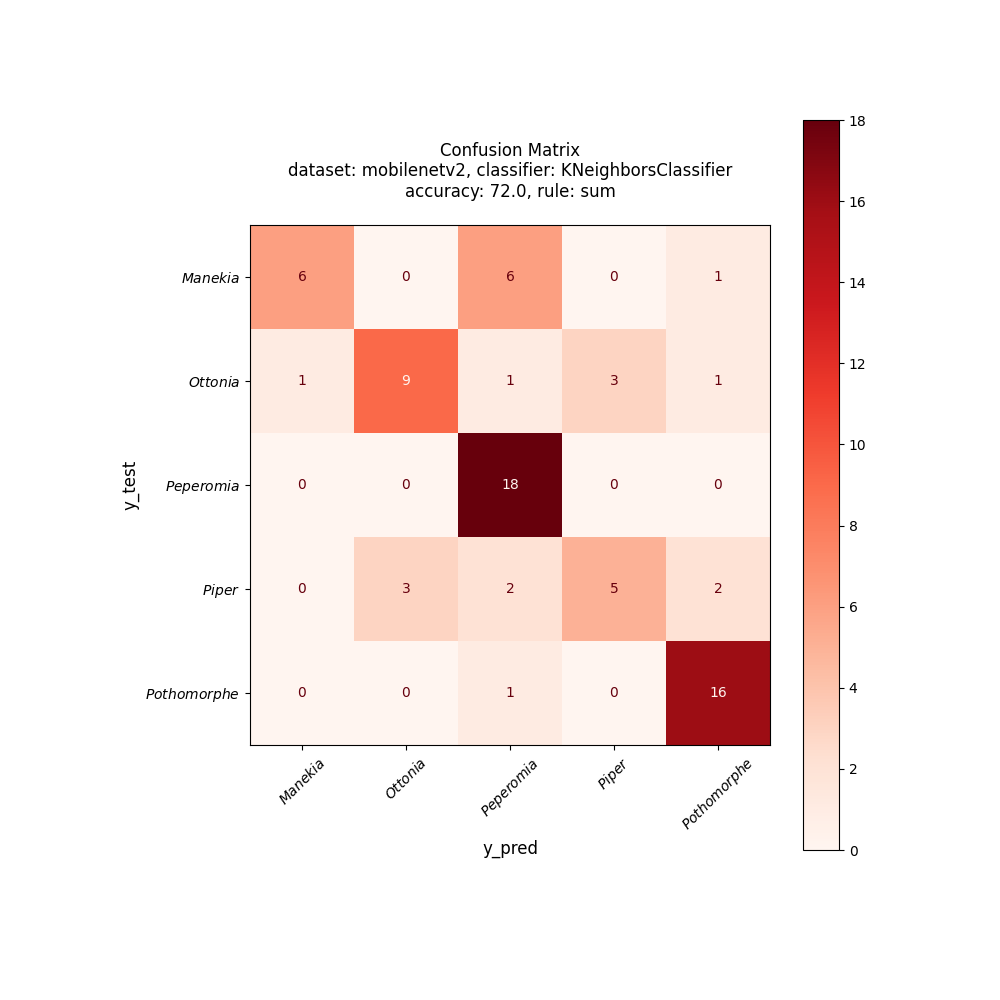 Confusion Matrix
dataset: mobilenetv2, classifier: KNeighborsClassifier
accuracy: 72.0, rule: sum
Manekia 6 0 6 0 1
Ottonia 1 9 1 3 1
Peperomia 0 0 18 0 0
Piper 0 3 2 5 2
Pothomorphe 0 0 1 0 16
y_test
Manekia Ottonia Peperomia Piper Pothomorphe
y_pred
18
16
14
12
10
8
6
4
2
0